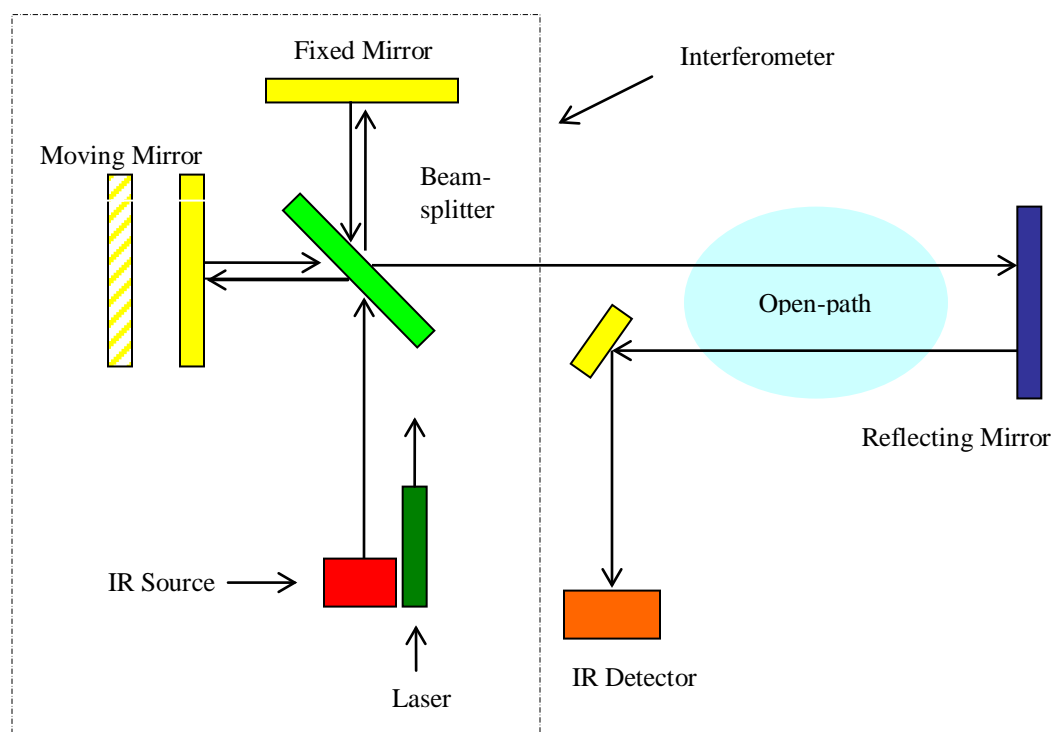 Fixed Mirror
Interferometer
Moving Mirror
Beam-
splitter
Open-path
Reflecting Mirror
IR Source
IR Detector
Laser